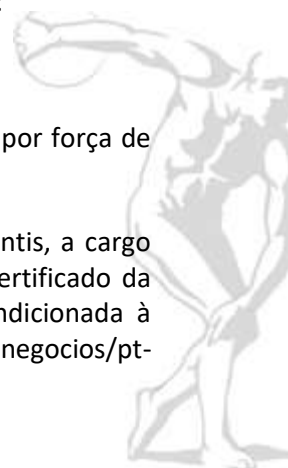 por força de
ntis, a cargo
ertificado da
ndicionada à
negocios/pt-